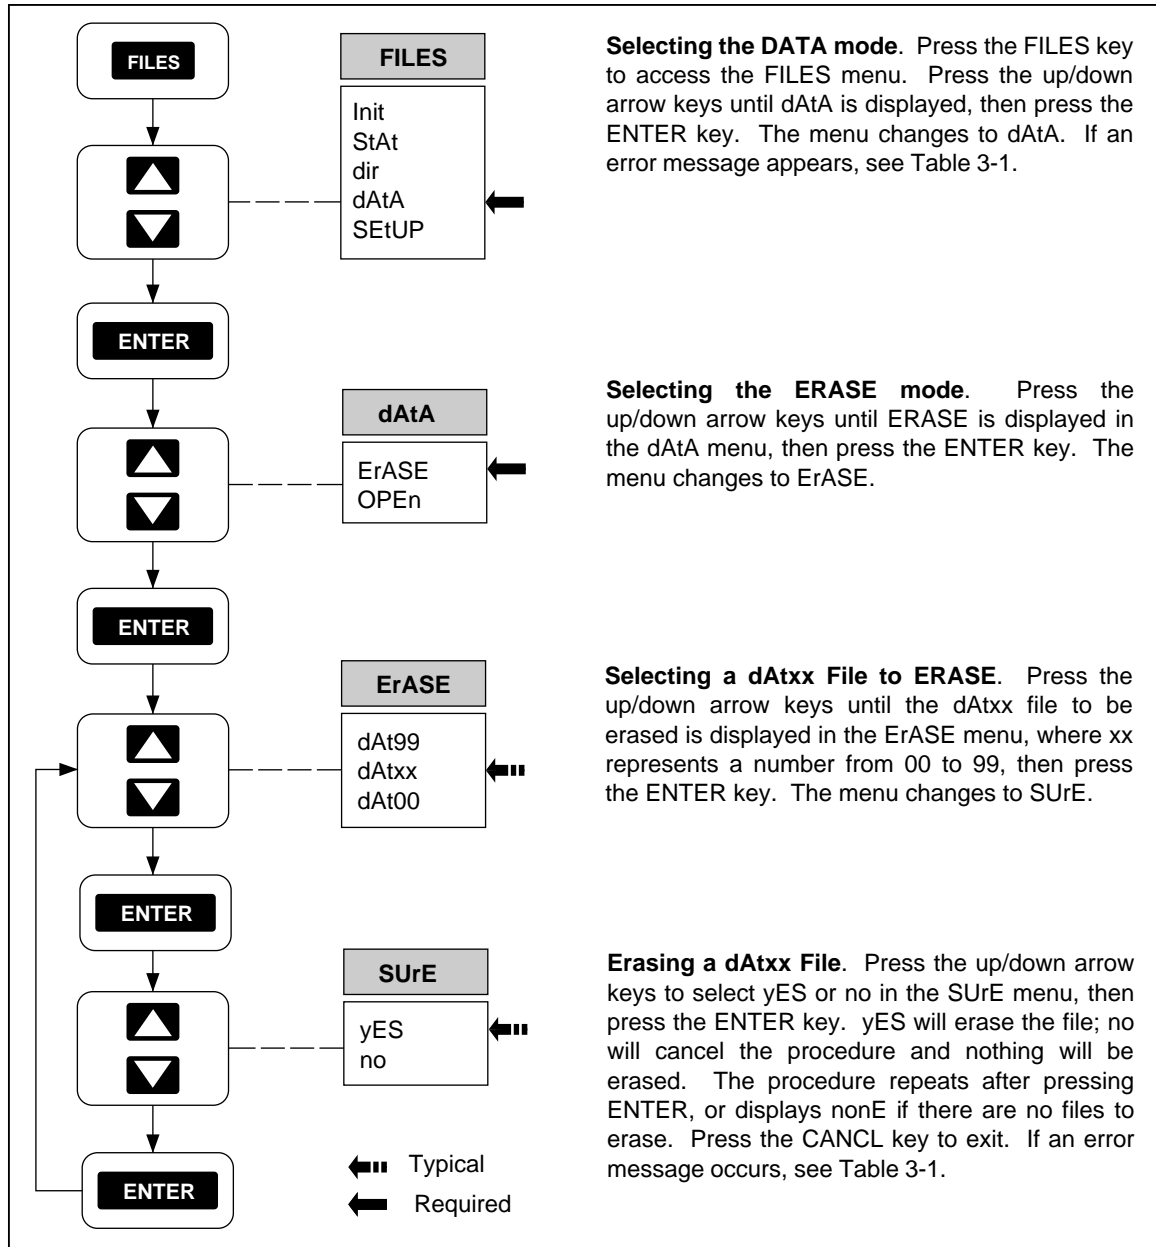 FILES
FILES
Init
StAt
dir
dAtA
SEtUP
Selecting the DATA mode. Press the FILES key
to access the FILES menu. Press the up/down
arrow keys until dAtA is displayed, then press the
ENTER key. The menu changes to dAtA. If an
error message appears, see Table 3-1.
ENTER
dAtA
ErASE
OPEn
Selecting the ERASE mode. Press the
up/down arrow keys until ERASE is displayed in
the dAtA menu, then press the ENTER key. The
menu changes to ErASE.
ENTER
ErASE
dAt99
dAtxx
dAt00
Selecting a dAtxx File to ERASE. Press the
up/down arrow keys until the dAtxx file to be
erased is displayed in the ErASE menu, where xx
represents a number from 00 to 99, then press
the ENTER key. The menu changes to SUrE.
ENTER
SUrE
yES
no
Erasing a dAtxx File. Press the up/down arrow
keys to select yES or no in the SUrE menu, then
press the ENTER key. yES will erase the file; no
will cancel the procedure and nothing will be
erased. The procedure repeats after pressing
ENTER, or displays nonE if there are no files to
erase. Press the CANCL key to exit. If an error
message occurs, see Table 3-1.
ENTER
Typical
Required